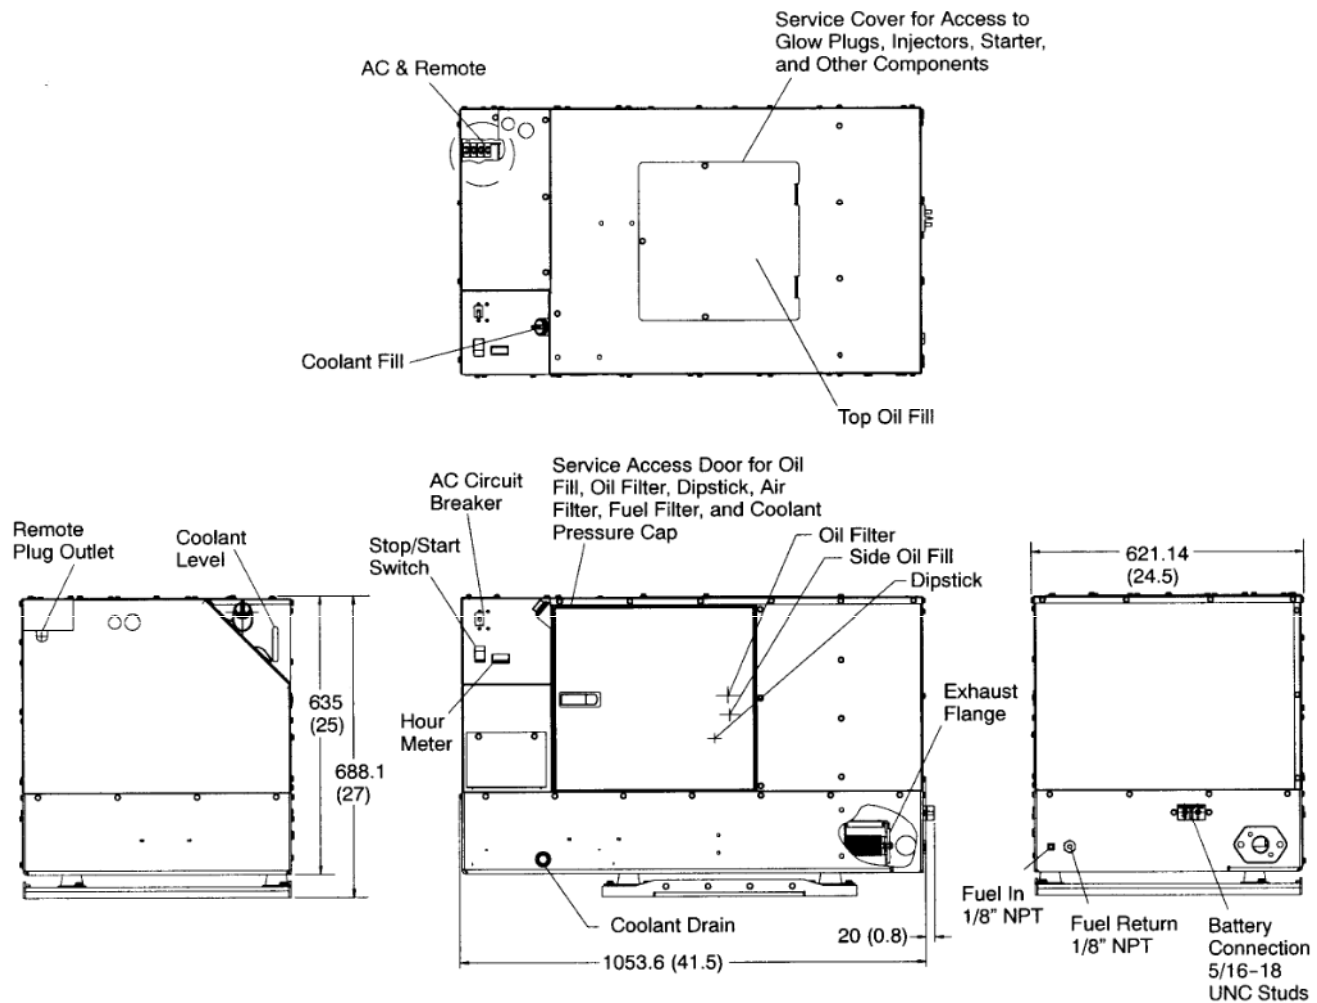 Service Cover for Access to
Glow Plugs, Injectors, Starter,
and Other Components
AC & Remote
Coolant Fill
Top Oil Fill
AC Circuit
Breaker
Service Access Door for Oil
Fill, Oil Filter, Dipstick, Air
Filter, Fuel Filter, and Coolant
Pressure Cap
Remote
Plug Outlet
Coolant
Level
Stop/Start
Switch
Oil Filter
Side Oil Fill
Dipstick
621.14
(24.5)
635
(25)
688.1
(27)
Hour
Meter
Exhaust
Flange
Coolant Drain
20 (0.8)
1053.6 (41.5)
Fuel In
1/8” NPT
Fuel Return
1/8” NPT
Battery
Connection
5/16-18
UNC Studs